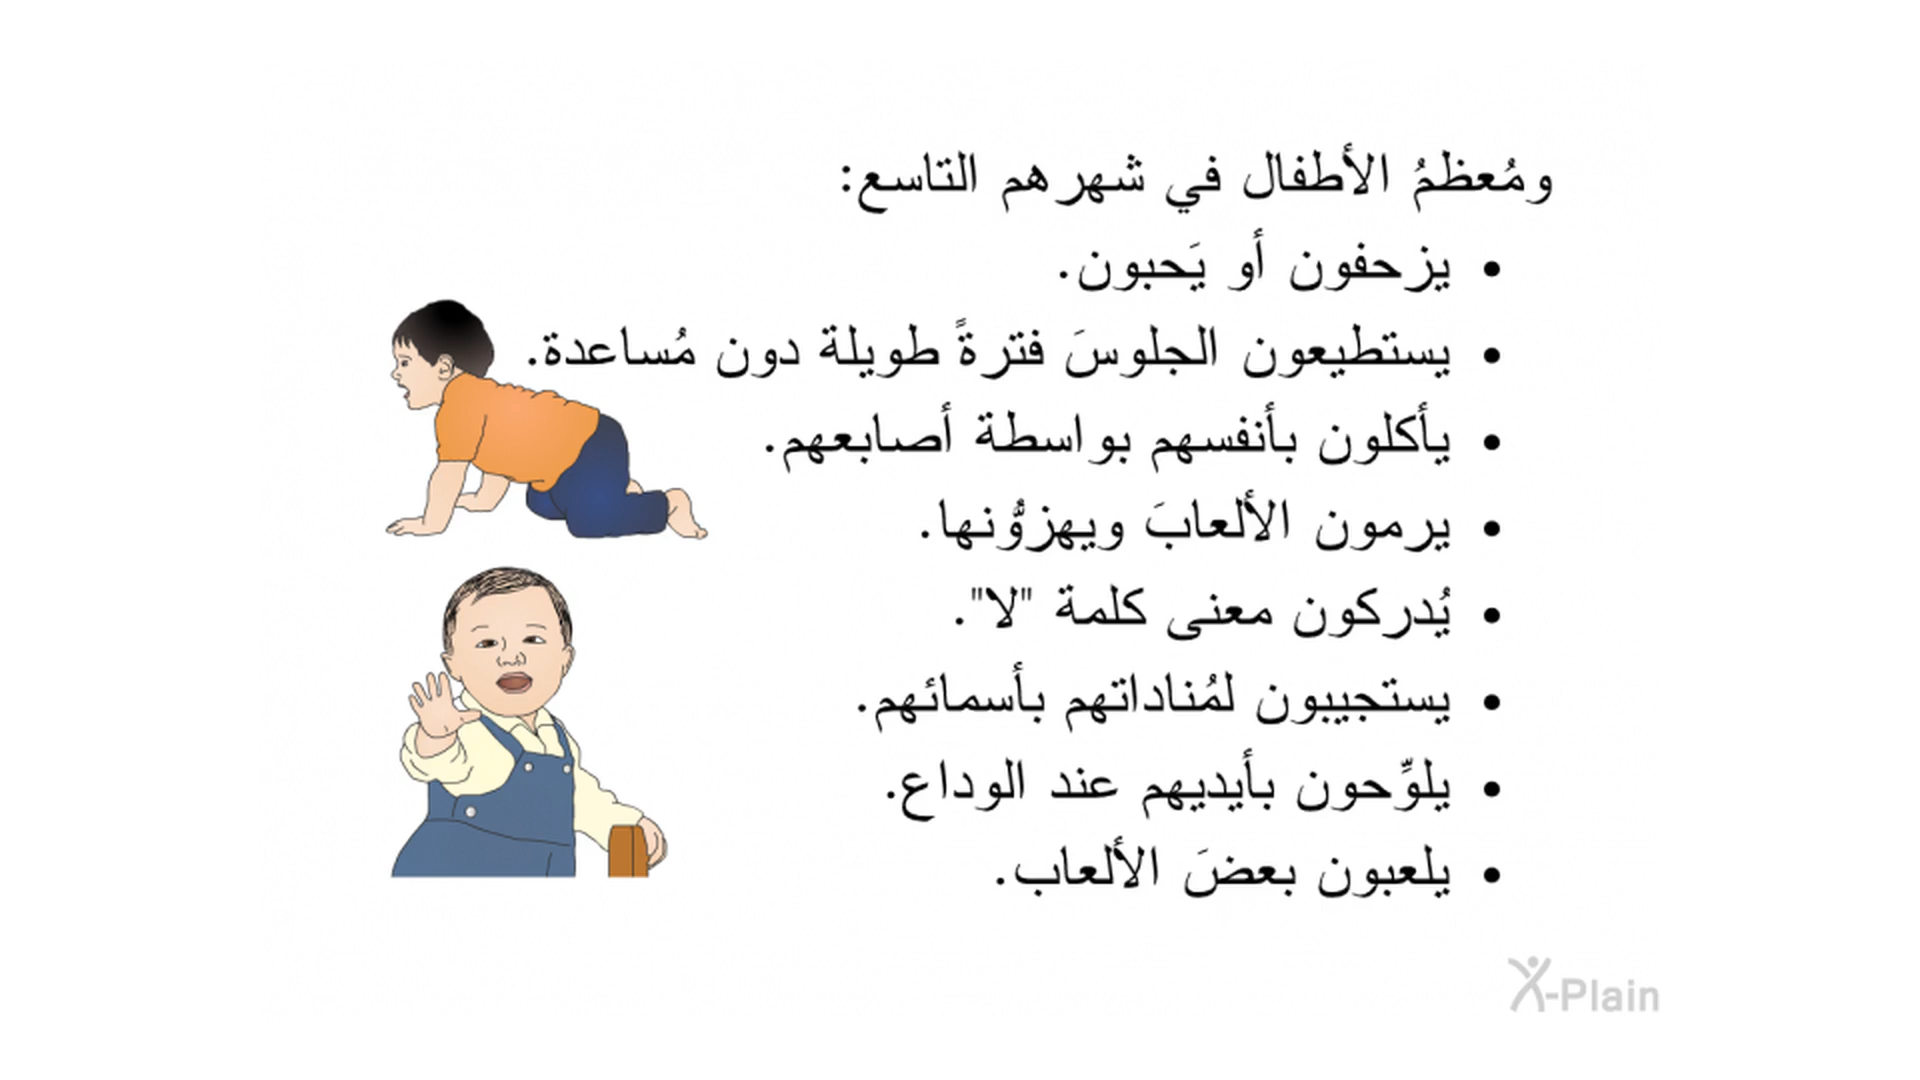 ومُعظمُ الأطفال في شهرهم التاسع:
• يزحفون أو يَحبون.
• يستطيعون الجلوسَ فترةً طويلة دون مُساعدة.
• يأكلون بأنفسهم بواسطة أصابعهم.
• يرمون الألعابَ ويهزوُّنها.
• يُدركون معنى كلمة "لا".
• يستجيبون لمُناداتهم بأسمائهم.
• يلوِّحون بأيديهم عند الوداع.
• يلعبون بعضَ الألعاب.
X-Plain